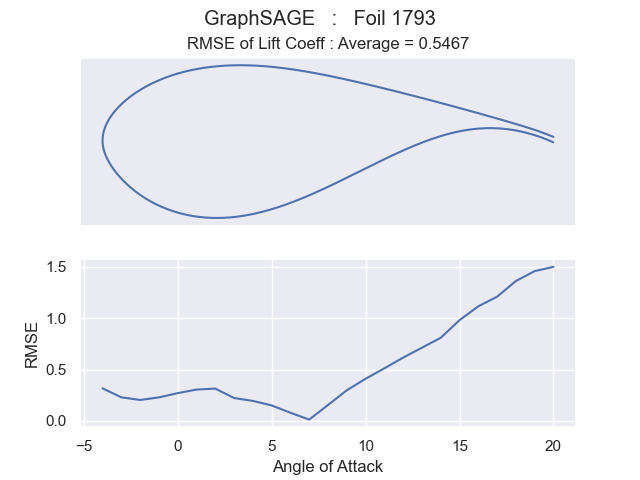 GraphSAGE : Foil 1793
RMSE of Lift Coeff : Average = 0.5467
1.5
1.0
0.5
0.0
RMSE
−5 0 5 10 15 20
Angle of Attack